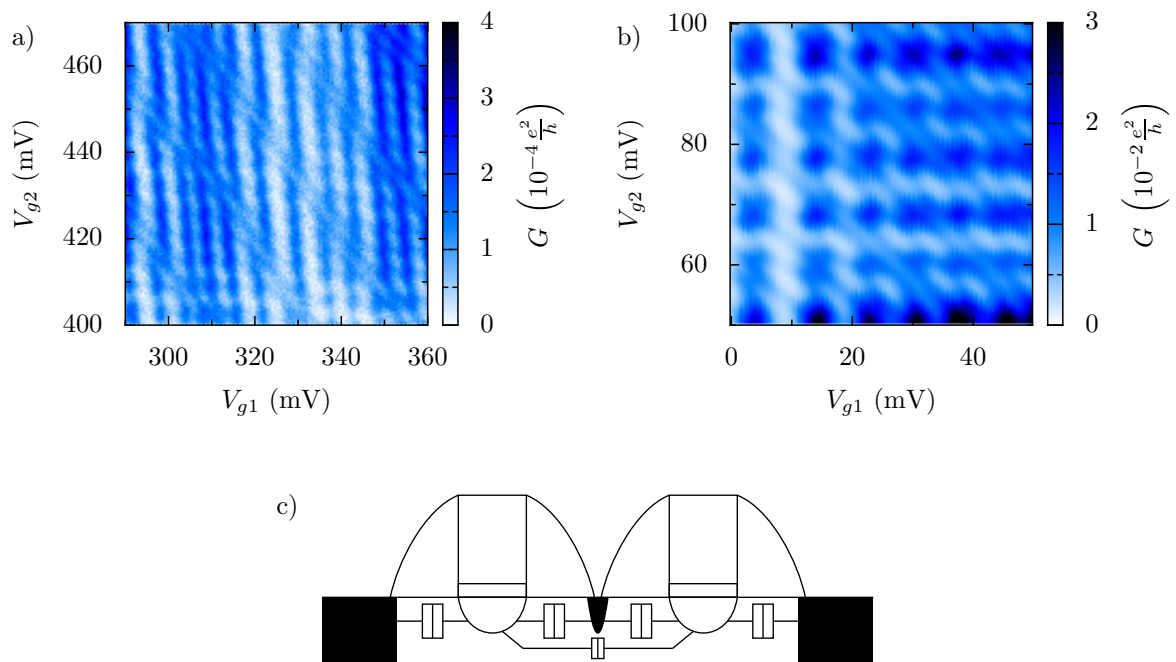 a)
460
440
420
400
V_{g2} (mV)
300
320
340
360
V_{g1} (mV)
4
3
2
1
0
G (10^{-4} \frac{e^2}{h})
b)
100
80
60
V_{g2} (mV)
0
20
40
V_{g1} (mV)
3
2
1
0
G (10^{-2} \frac{e^2}{h})
c)